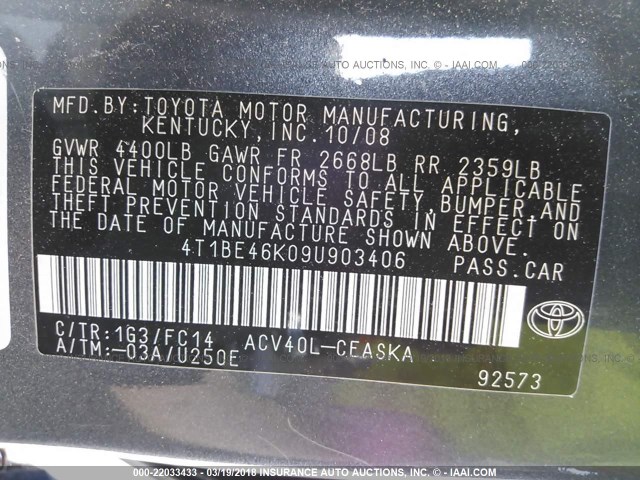 INSURANCE AUTO AUCTIONS, INC. - IAAI.COM
MFD.BY:TOYOTA MOTOR MANUFACTURING,
KENTUCKY,INC.10/08
GVWR 4400LB GAWR FR 2668LB RR 2359LB
THIS VEHICLE CONFORMS TO ALL APPLICABLE
FEDERAL MOTOR VEHICLE SAFETY,BUMPER,AND
THEFT PREVENTION STANDARDS IN EFFECT ON
THE DATE OF MANUFACTURE SHOWN ABOVE.
4T1BE46K09U903406 PASS.CAR
C/TR:1G3/FC14 ACV40L-CEASKA
A/TM:-03A/U250E
92573
000-22033433 - 03/19/2018 INSURANCE AUTO AUCTIONS, INC. - IAAI.COM